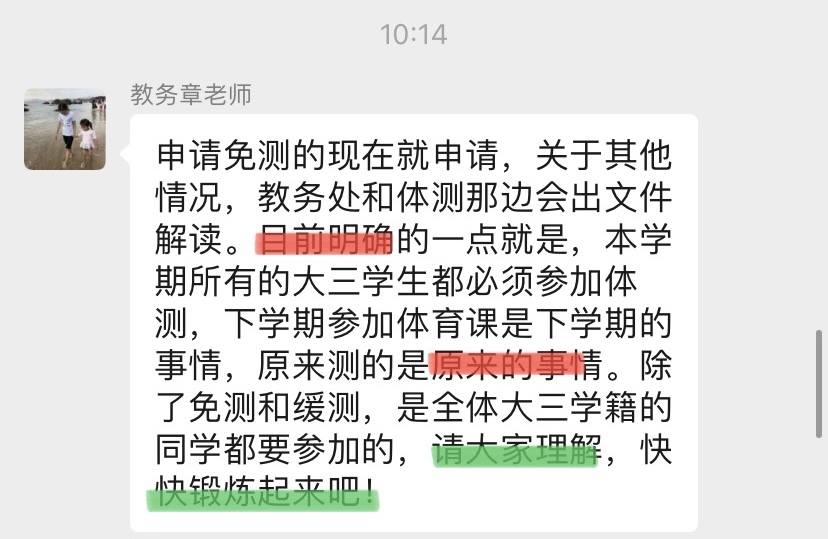 10:14
教务章老师
申请免测的现在就申请，关于其他
情况，教务处和体测那边会出文件
解读。目前明确的一点就是，本学
期所有的大三学生都必须参加体
测，下学期参加体育课是下学期的
事情，原来测的是原来的事情。除
了免测和缓测，是全体大三学籍的
同学都要参加的，请大家理解，快
快锻炼起来吧！